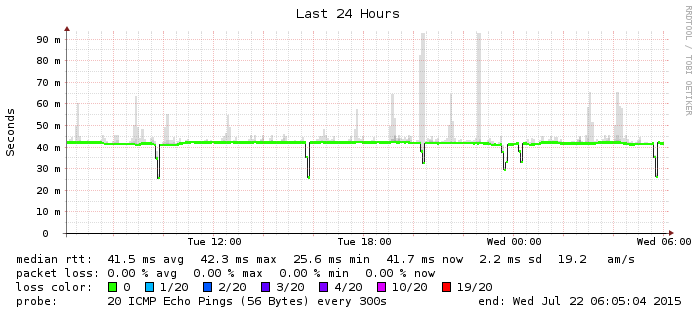 Last 24 Hours
RRDTOOL / TOBI OETIKER
Seconds
90 m
80 m
70 m
60 m
50 m
40 m
30 m
20 m
10 m
0
Tue 12:00 Tue 18:00 Wed 00:00 Wed 06:00
median rtt: 41.5 ms avg 42.3 ms max 25.6 ms min 41.7 ms now 2.2 ms sd 19.2 am/s
packet loss: 0.00 % avg 0.00 % max 0.00 % min 0.00 % now
loss color: 0 1/20 2/20 3/20 4/20 10/20 19/20
probe: 20 ICMP Echo Pings (56 Bytes) every 300s end: Wed Jul 22 06:05:04 2015